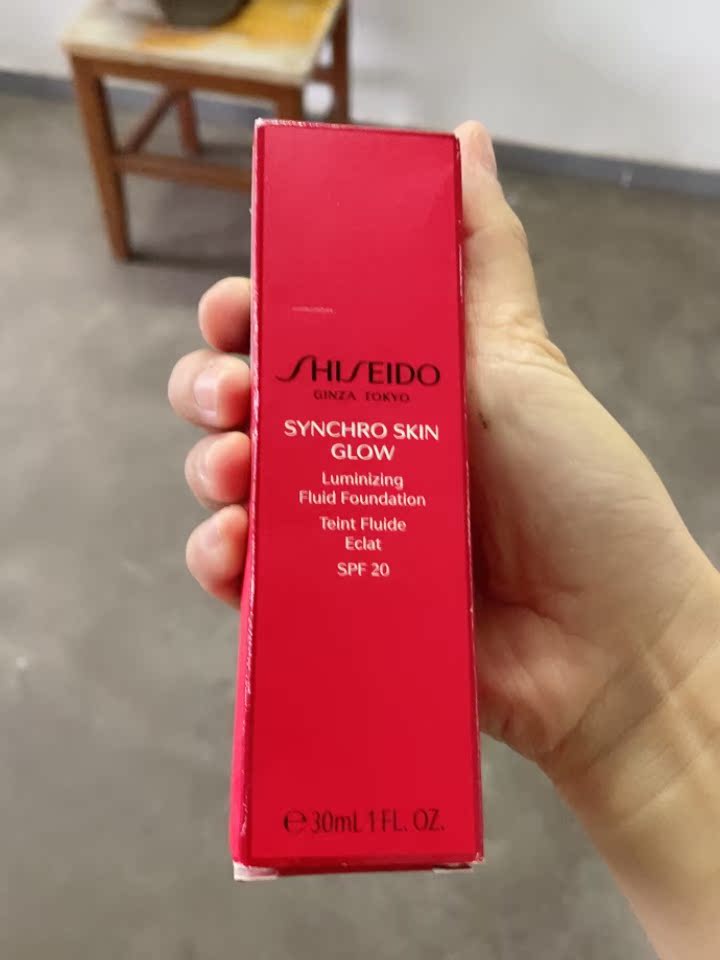 SHISEIDO
GINZA TOKYO
SYNCHRO SKIN
GLOW
Luminizing
Fluid Foundation
Teint Fluide
Eclat
SPF 20
℮30mL 1 FL. OZ.